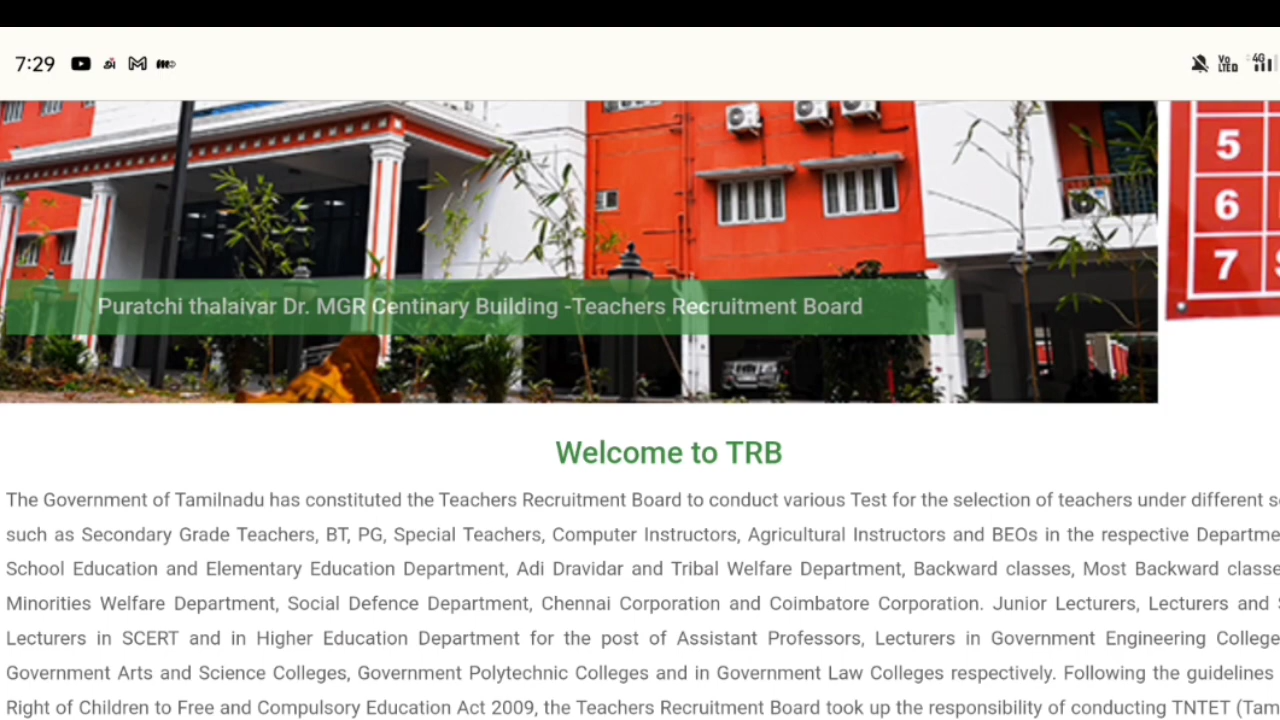 7:29
அ
Vo
LTE
4G
5
6
7
Puratchi thalaivar Dr. MGR Centinary Building -Teachers Recruitment Board
Welcome to TRB
The Government of Tamilnadu has constituted the Teachers Recruitment Board to conduct various Test for the selection of teachers under different
such as Secondary Grade Teachers, BT, PG, Special Teachers, Computer Instructors, Agricultural Instructors and BEOs in the respective
School Education and Elementary Education Department, Adi Dravidar and Tribal Welfare Department, Backward classes, Most Backward
Minorities Welfare Department, Social Defence Department, Chennai Corporation and Coimbatore Corporation. Junior Lecturers, Lecturers and
Lecturers in SCERT and in Higher Education Department for the post of Assistant Professors, Lecturers in Government Engineering
Government Arts and Science Colleges, Government Polytechnic Colleges and in Government Law Colleges respectively. Following the guidelines
Right of Children to Free and Compulsory Education Act 2009, the Teachers Recruitment Board took up the responsibility of conducting TNTET